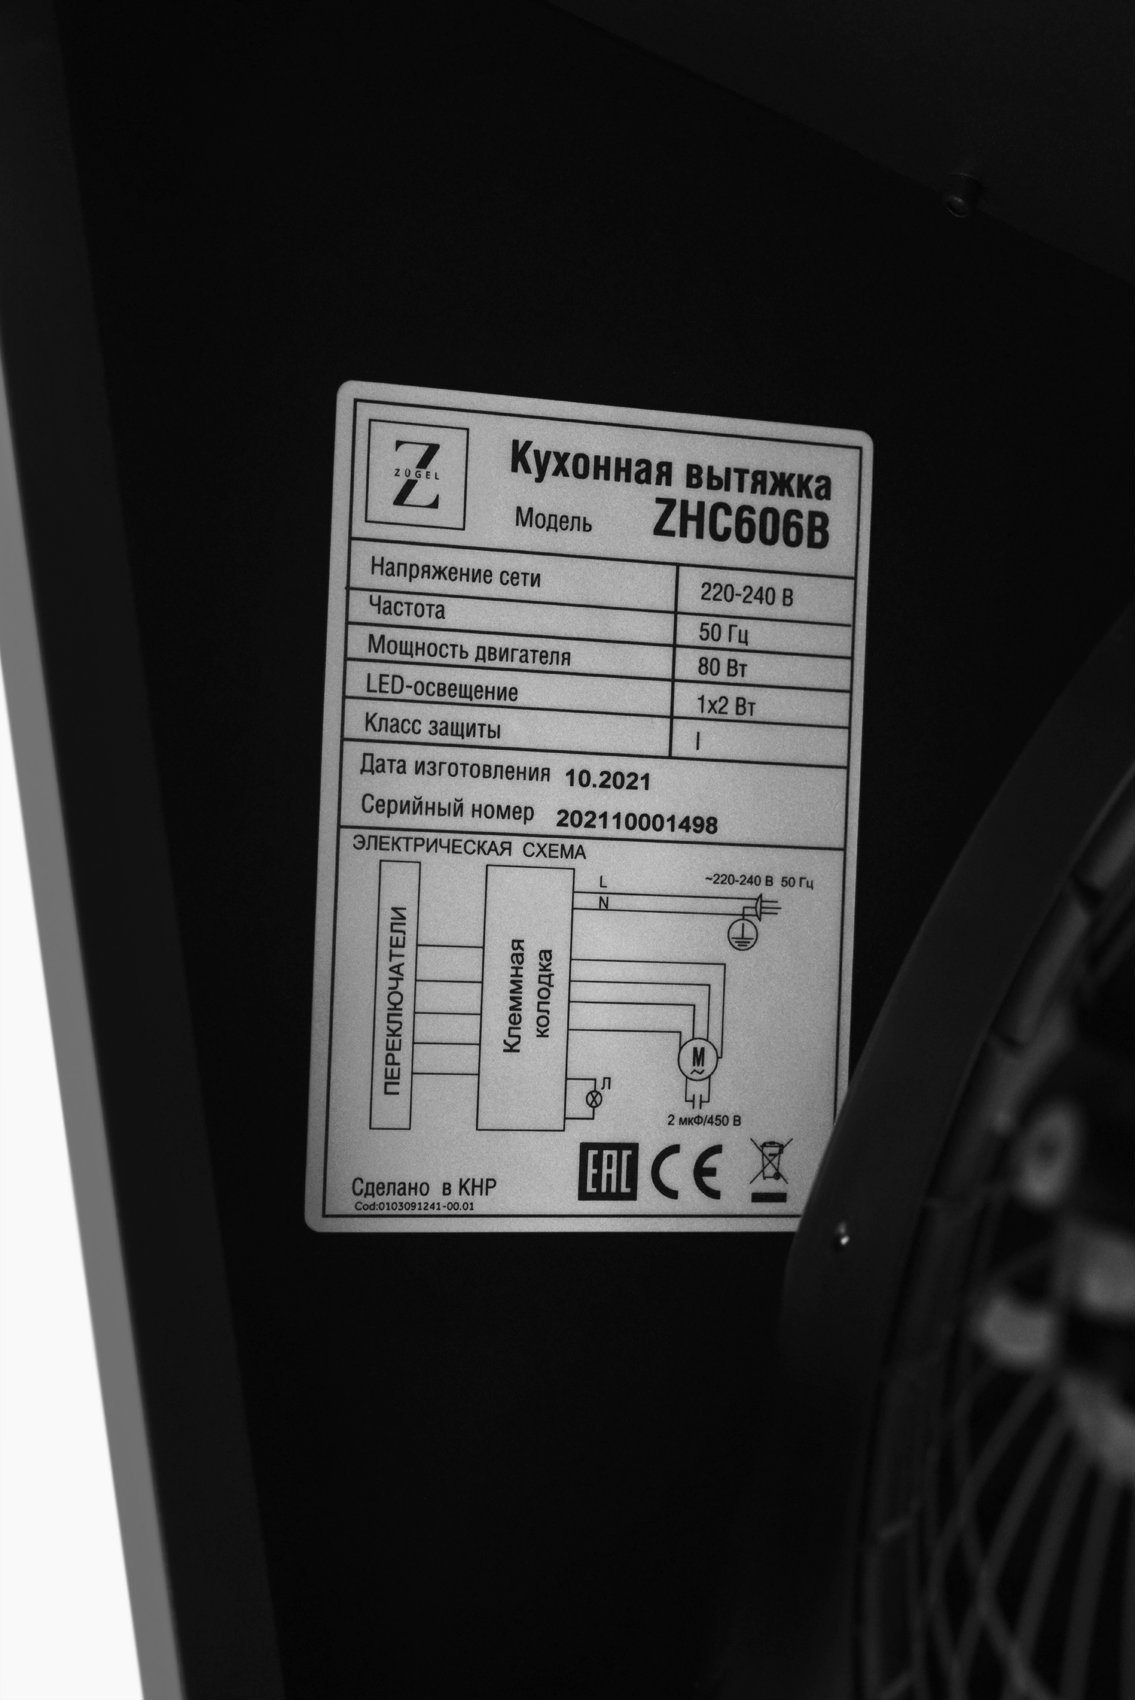 Z
ZÜGEL
Кухонная вытяжка
Модель ZHC606B
Напряжение сети 220-240 В
Частота 50 Гц
Мощность двигателя 80 Вт
LED-освещение 1x2 Вт
Класс защиты I
Дата изготовления 10.2021
Серийный номер 202110001498
ЭЛЕКТРИЧЕСКАЯ СХЕМА
L
~220-240 В 50 Гц
N
ПЕРЕКЛЮЧАТЕЛИ
Клеммная
колодка
M
~
Л
2 мкФ/450 В
EAC CE
Сделано в КНР
Cod:0103091241-00.01